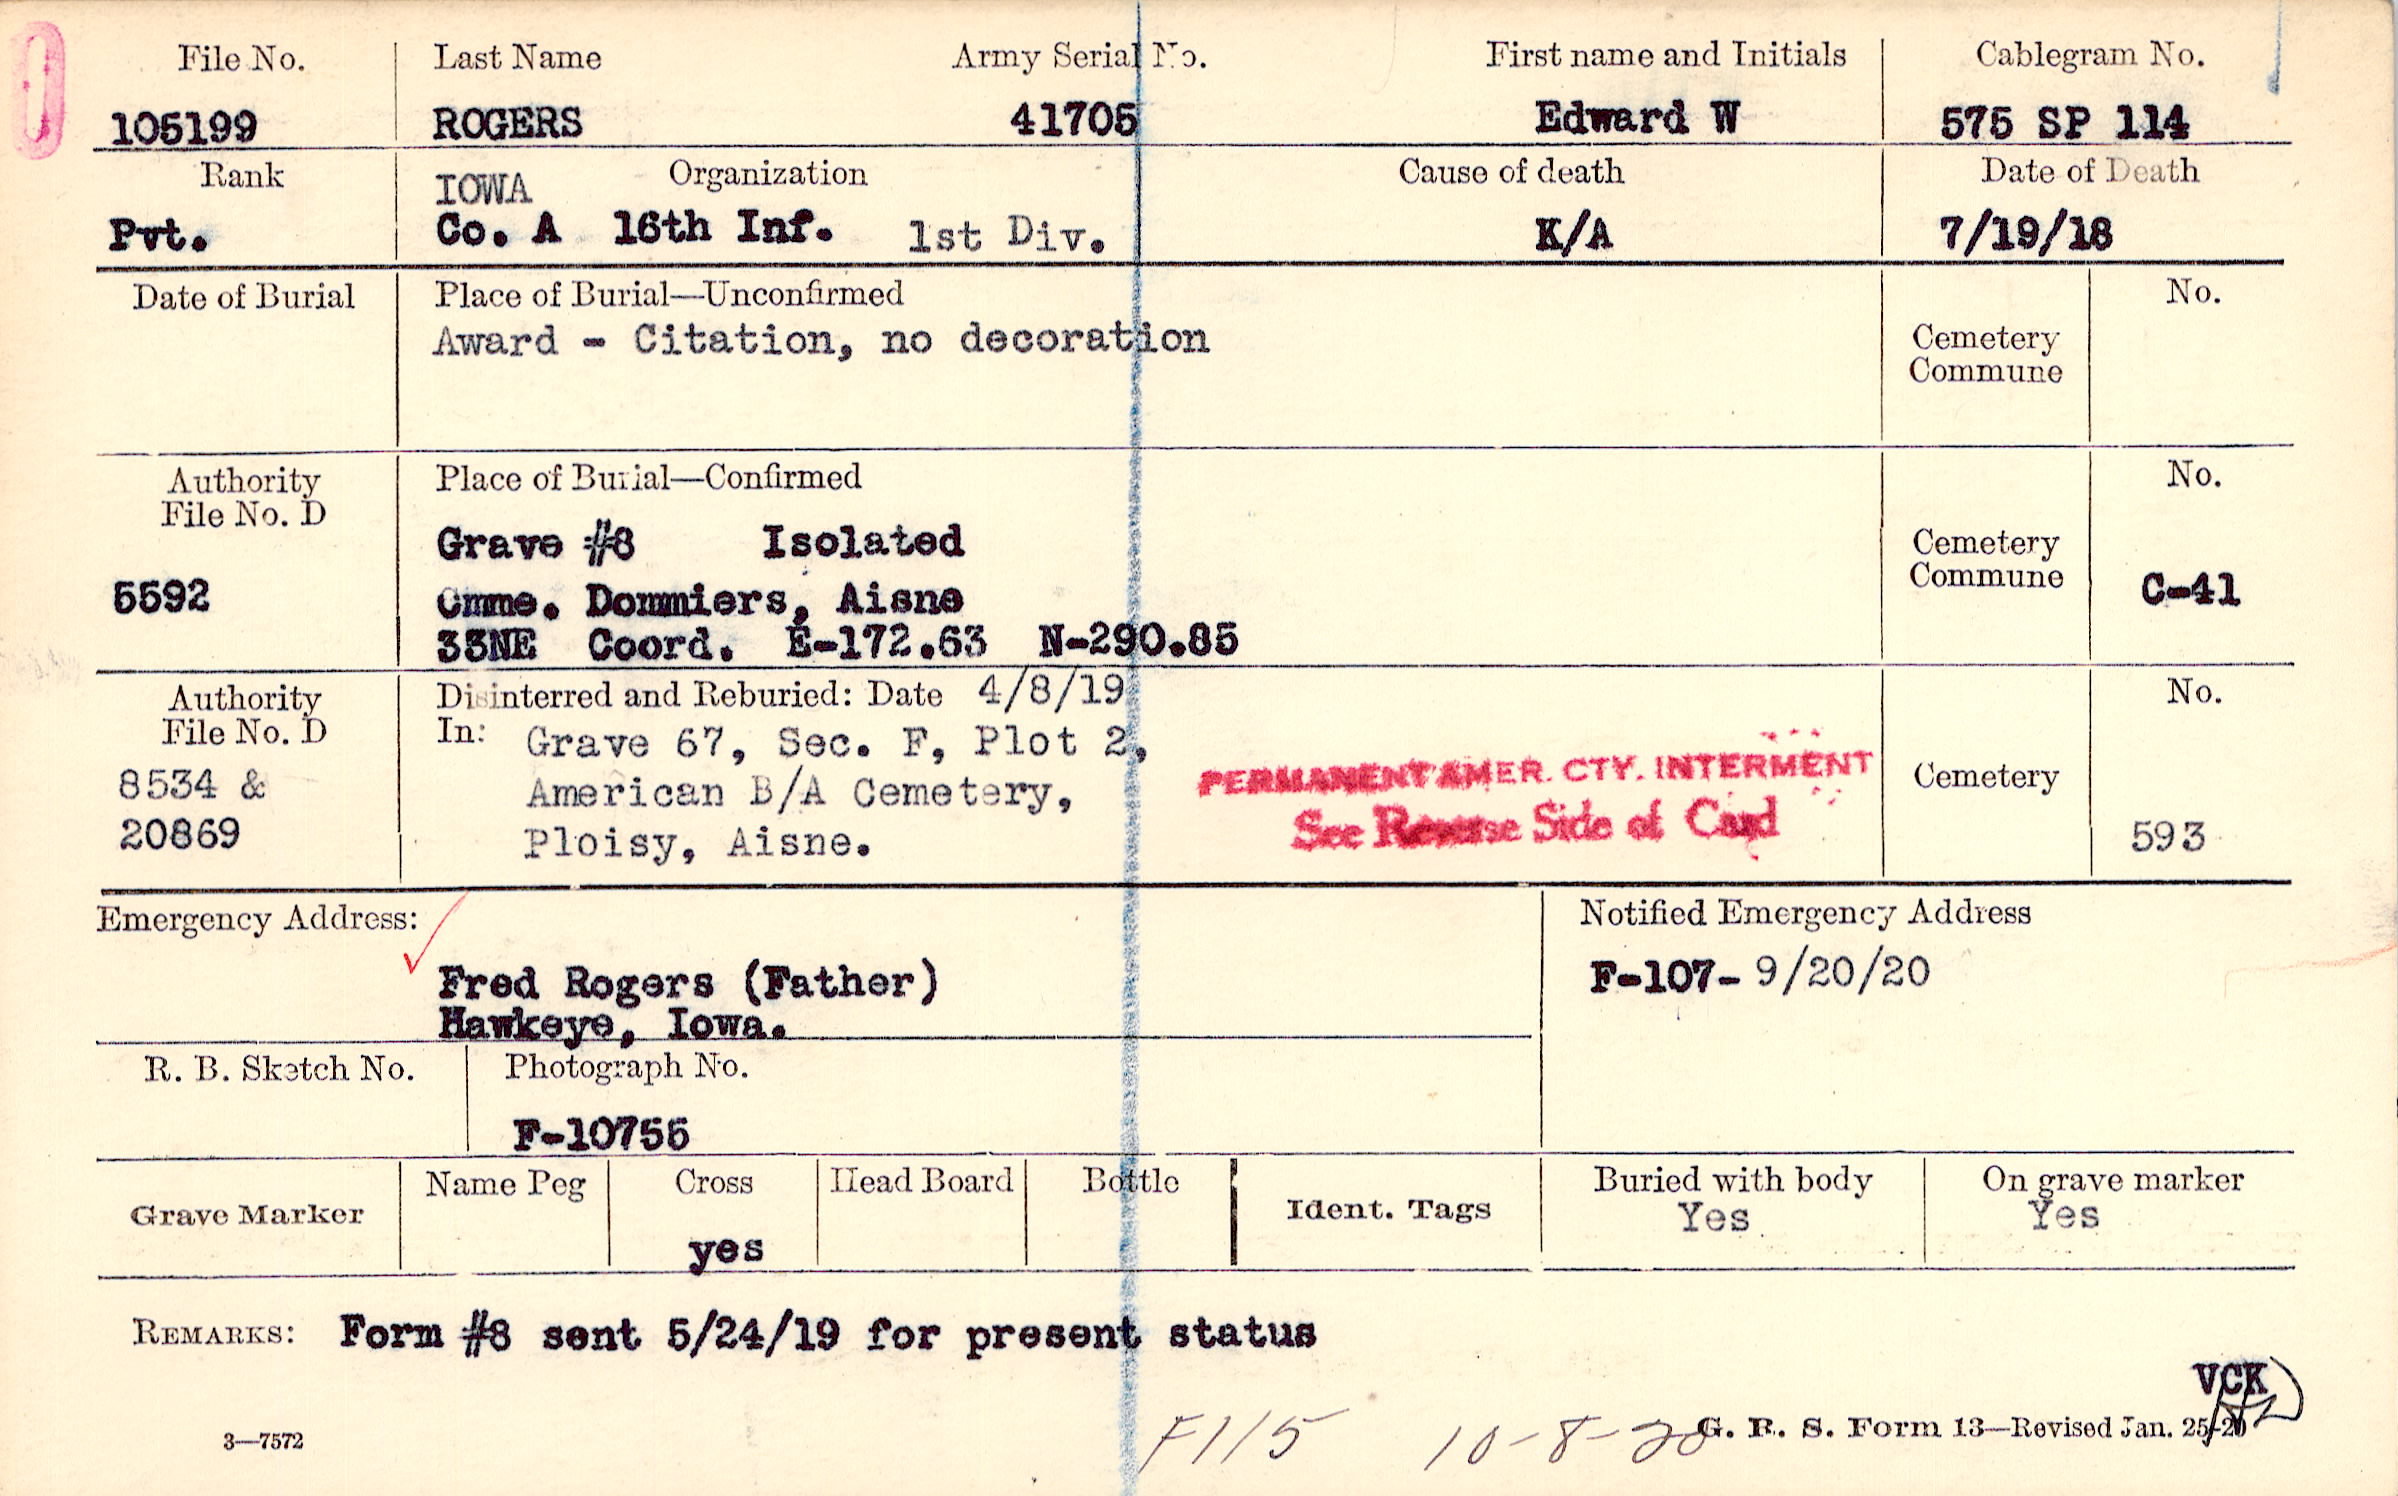 File No. Last Name Army Serial No. First name and Initials Cablegram No.
105199 ROGERS 41705 Edward W 575 SP 114
Rank IOWA Organization Cause of death Date of Death
Pvt. Co. A 16th Inf. 1st Div. K/A 7/19/18
Date of Burial Place of Burial—Unconfirmed No.
Award - Citation, no decoration Cemetery
Commune
Authority Place of Burial—Confirmed No.
File No. D
Grave #8 Isolated Cemetery
5592 Cmme. Dommiers, Aisne Commune C-41
33NE Coord. E-172.63 N-290.85
Authority Disinterred and Reburied: Date 4/8/19 No.
File No. D In: Grave 67, Sec. F, Plot 2,
8534 & American B/A Cemetery, PERMANENT AMER. CTY. INTERMENT Cemetery
20869 Ploisy, Aisne. See Reverse Side of Card 593
Emergency Address: Notified Emergency Address
Fred Rogers (Father) F-107- 9/20/20
Hawkeye, Iowa.
R. B. Sketch No. Photograph No.
F-10755
Grave Marker Name Peg Cross Head Board Bottle Ident. Tags Buried with body On grave marker
yes Yes Yes
REMARKS: Form #8 sent 5/24/19 for present status
VCK
F115 10-8-20
3—7572 G. R. S. Form 13—Revised Jan. 25-20